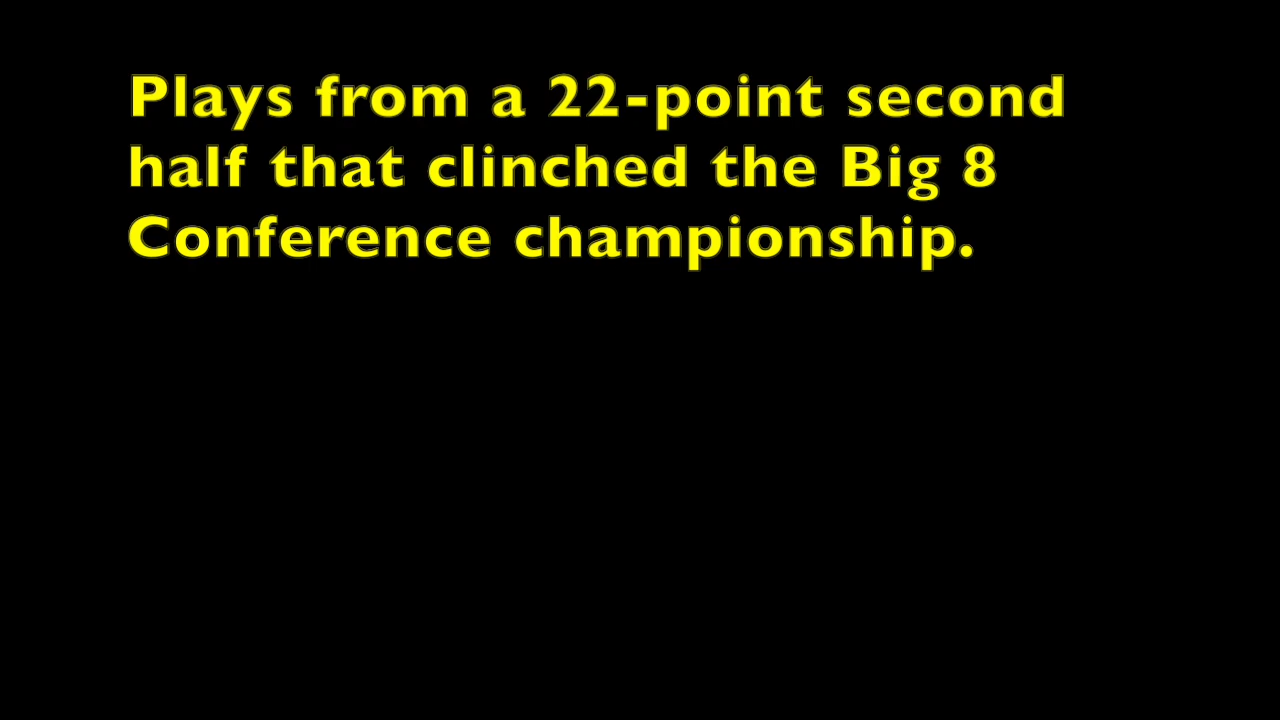 Plays from a 22-point second
half that clinched the Big 8
Conference championship.